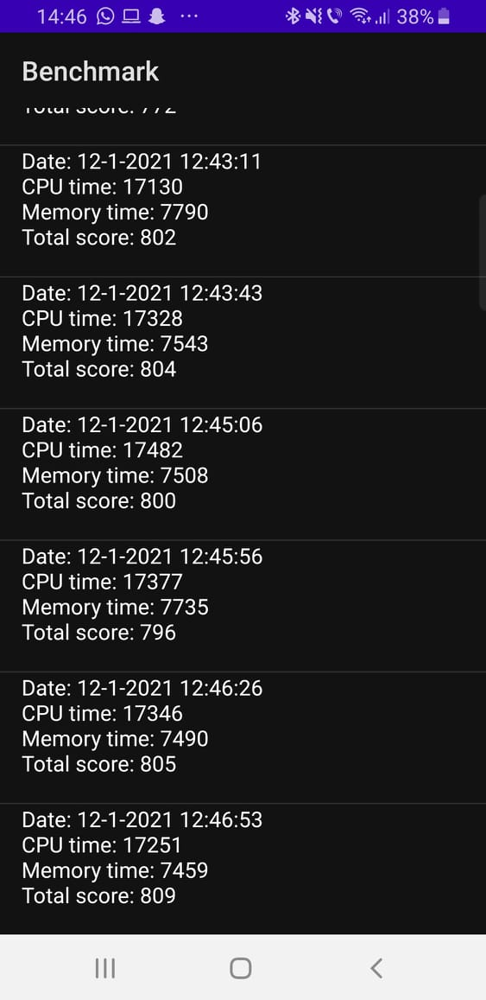 14:46 38%
Benchmark
Total score: 772
Date: 12-1-2021 12:43:11
CPU time: 17130
Memory time: 7790
Total score: 802
Date: 12-1-2021 12:43:43
CPU time: 17328
Memory time: 7543
Total score: 804
Date: 12-1-2021 12:45:06
CPU time: 17482
Memory time: 7508
Total score: 800
Date: 12-1-2021 12:45:56
CPU time: 17377
Memory time: 7735
Total score: 796
Date: 12-1-2021 12:46:26
CPU time: 17346
Memory time: 7490
Total score: 805
Date: 12-1-2021 12:46:53
CPU time: 17251
Memory time: 7459
Total score: 809